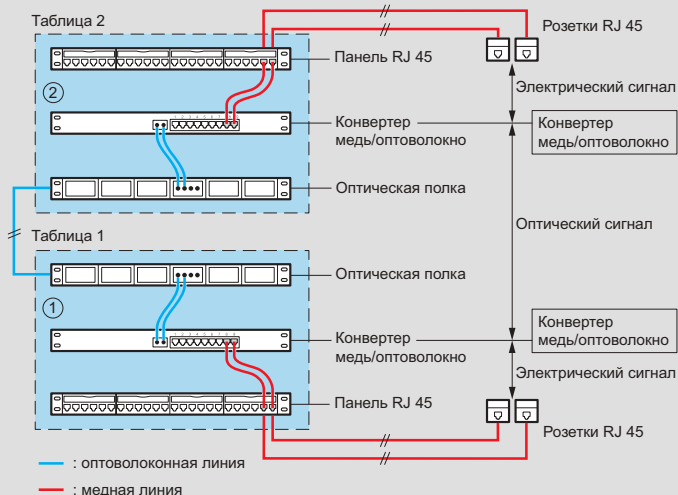 Таблица 2
Розетки RJ 45
Панель RJ 45
Электрический сигнал
2
Конвертер
медь/оптоволокно
Конвертер
медь/оптоволокно
Оптическая полка
Оптический сигнал
Таблица 1
Оптическая полка
1
Конвертер
медь/оптоволокно
Конвертер
медь/оптоволокно
Электрический сигнал
Панель RJ 45
Розетки RJ 45
: оптоволоконная линия
: медная линия